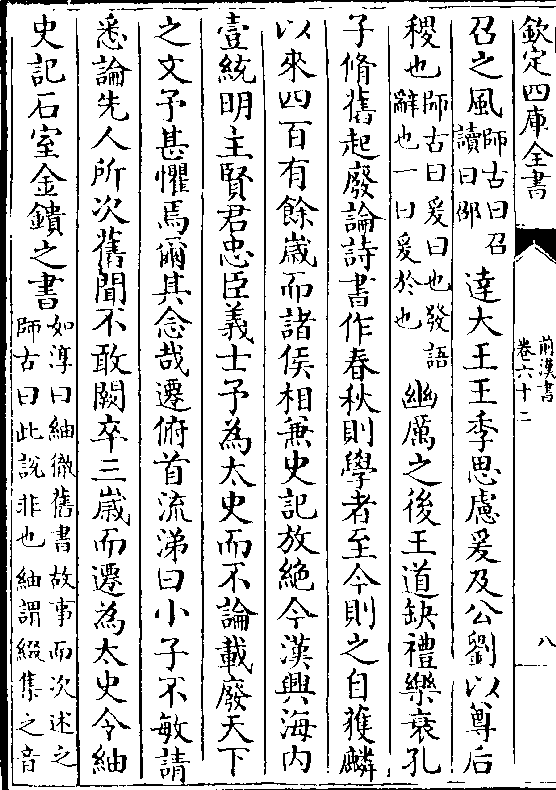 欽定四庫全書
前漢書
卷六十二
八
召之風師古曰召
讀曰邵達大王王季思慮爰及公劉以尊后
稷也師古曰爰曰也發語
辭也一曰爰於也幽厲之後王道缺禮樂衰孔
子脩舊起廢論詩書作春秋則學者至今則之自獲麟
以來四百有餘歲而諸侯相兼史記放絶今漢興海内
壹統明主賢君忠臣義士予為太史而不論載廢天下
之文予甚懼焉爾其念哉遷俯首流涕曰小子不敏請
悉論先人所次舊聞不敢闕卒三嵗而遷為太史令紬
史記石室金鐀之書如淳曰紬徹舊書故事而次述之
師古曰此說非也紬謂綴集之音